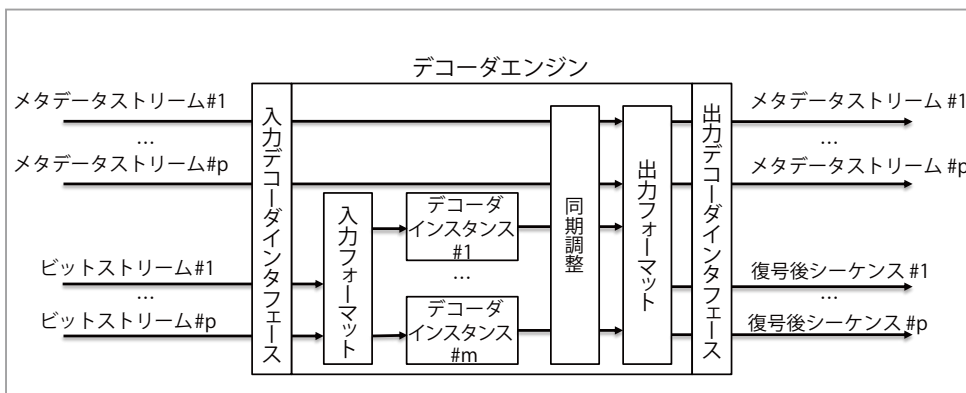 デコーダエンジン
メタデータストリーム#1
…
メタデータストリーム#p
ビットストリーム#1
…
ビットストリーム#p
入力デコーダインタフェース
入力フォーマット
デコーダ
インスタンス
#1
…
デコーダ
インスタンス
#m
同期調整
出力フォーマット
出力デコーダインタフェース
メタデータストリーム #1
…
メタデータストリーム #p
復号後シーケンス #1
…
復号後シーケンス #p